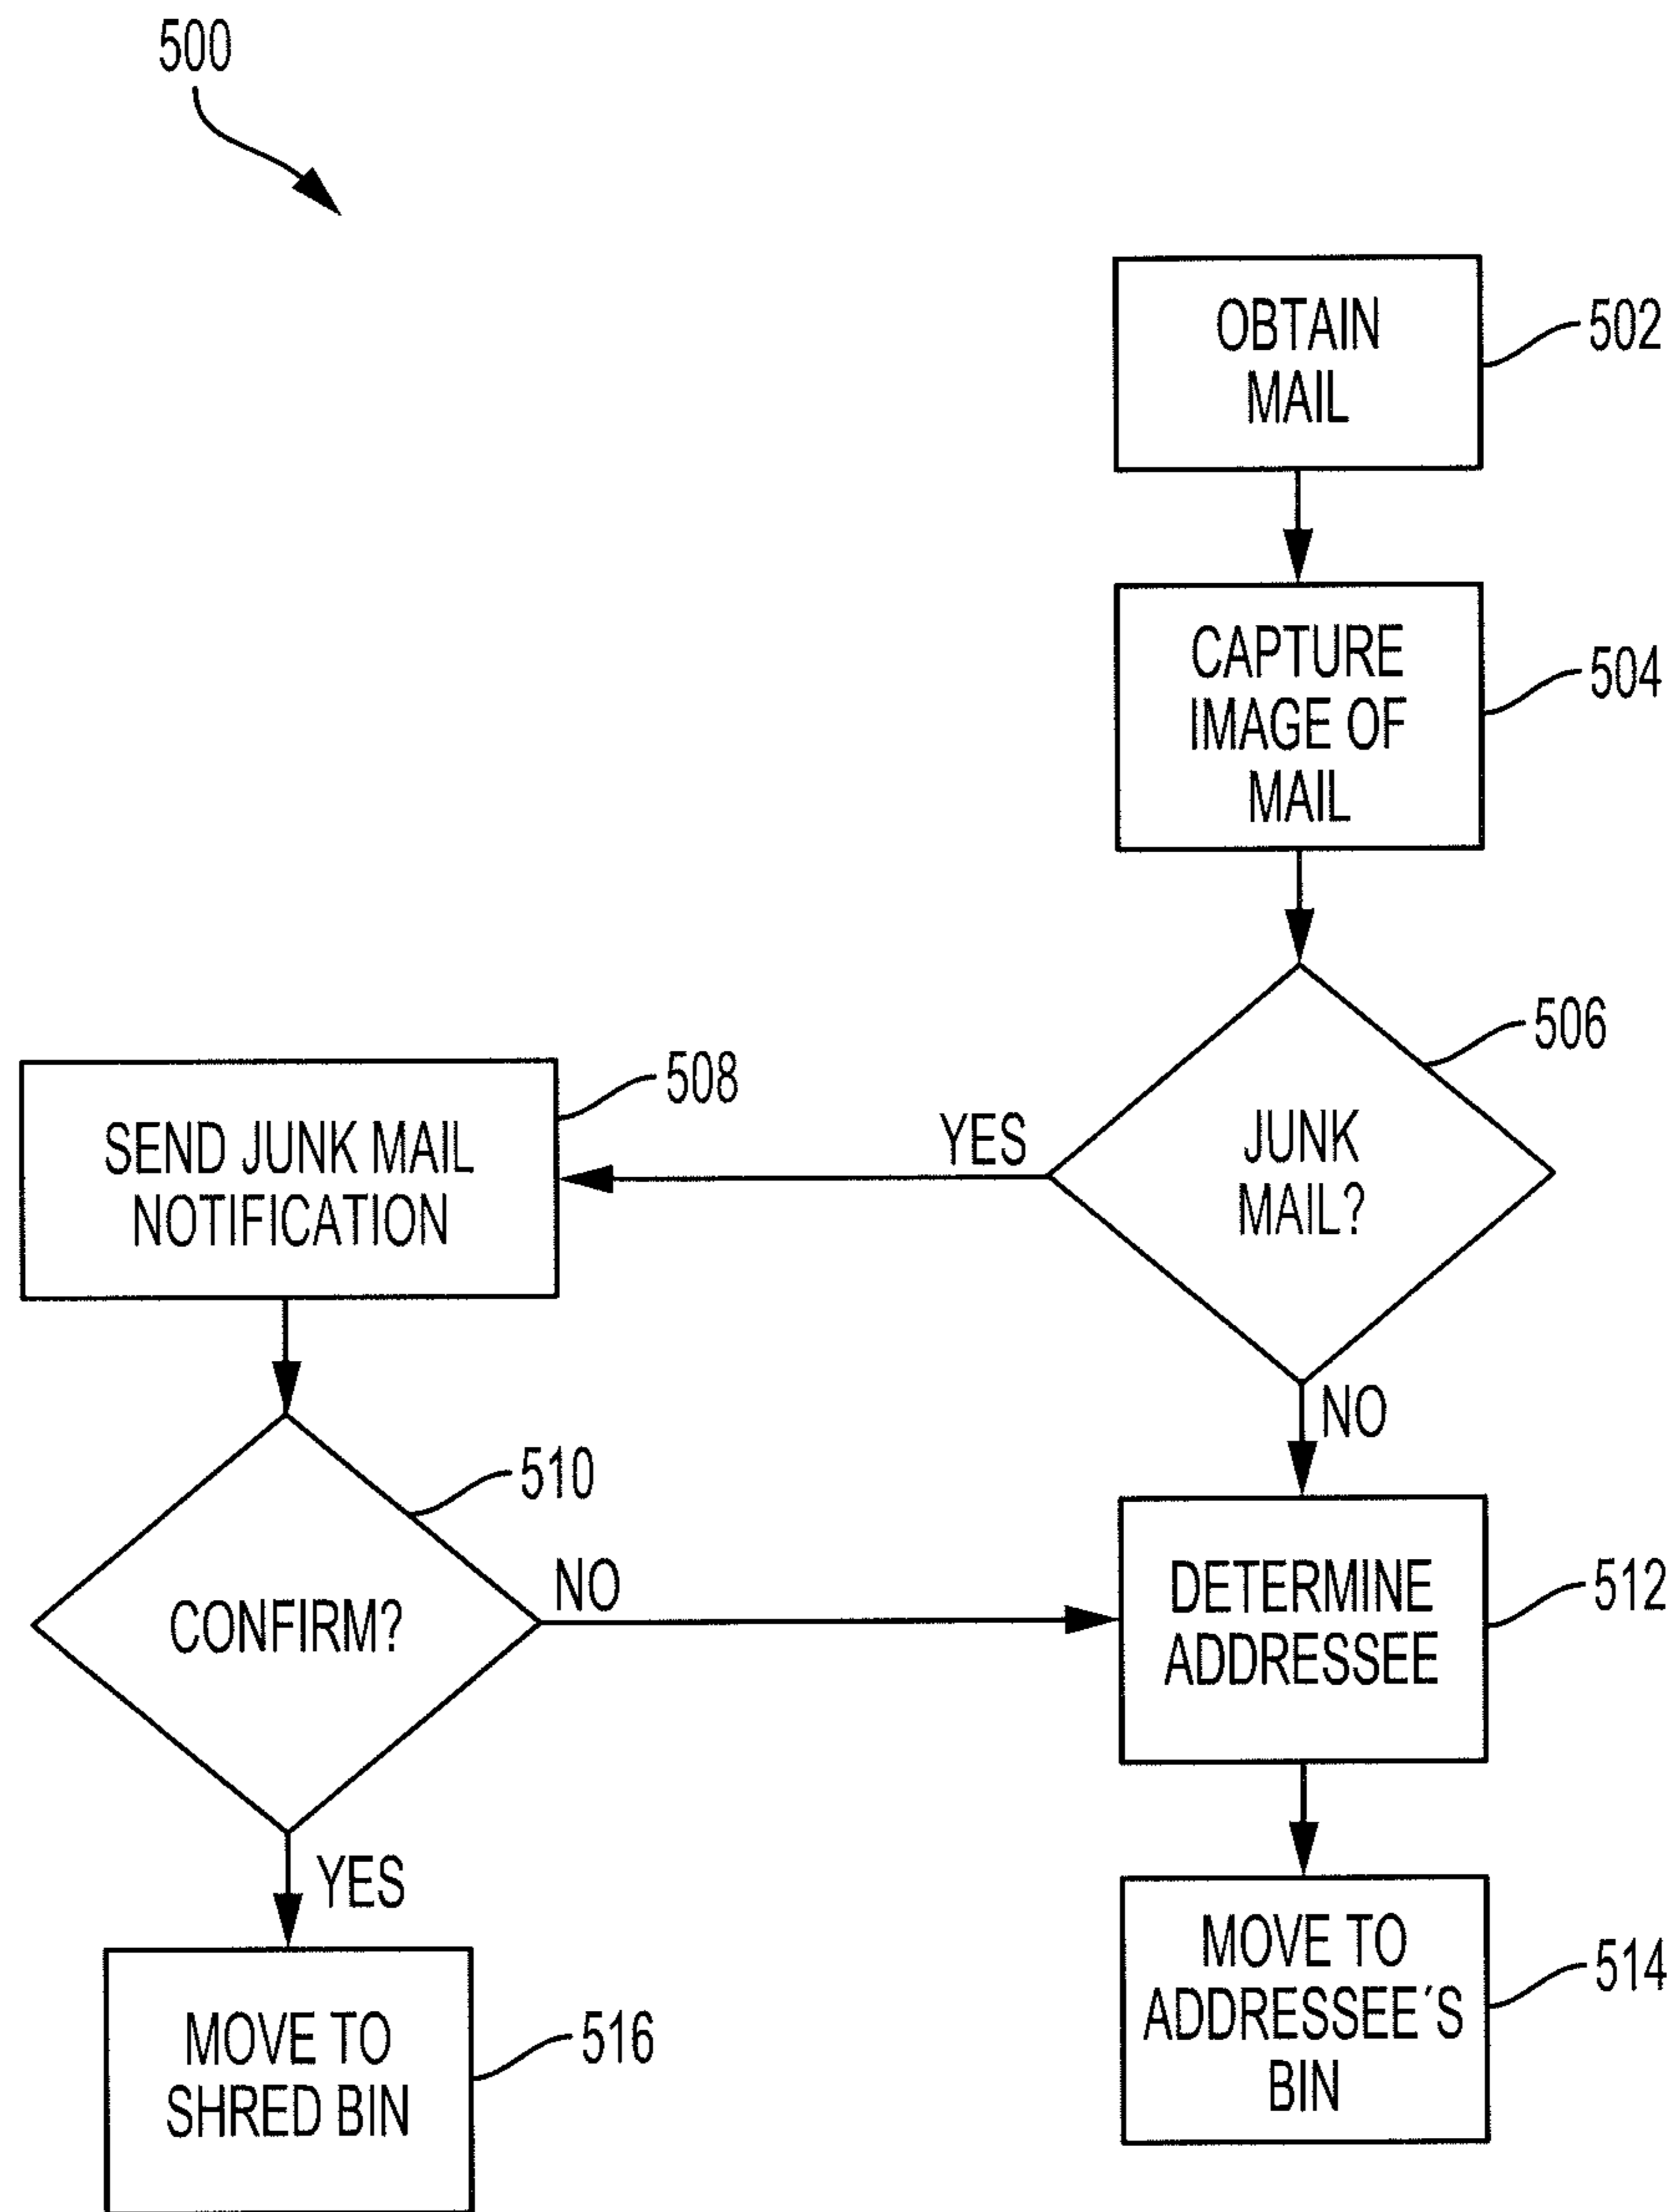 500
OBTAIN
MAIL
502
CAPTURE
IMAGE OF
MAIL
504
JUNK
MAIL?
506
YES
NO
SEND JUNK MAIL
NOTIFICATION
508
CONFIRM?
510
NO
YES
DETERMINE
ADDRESSEE
512
MOVE TO
ADDRESSEE´S
BIN
514
MOVE TO
SHRED BIN
516